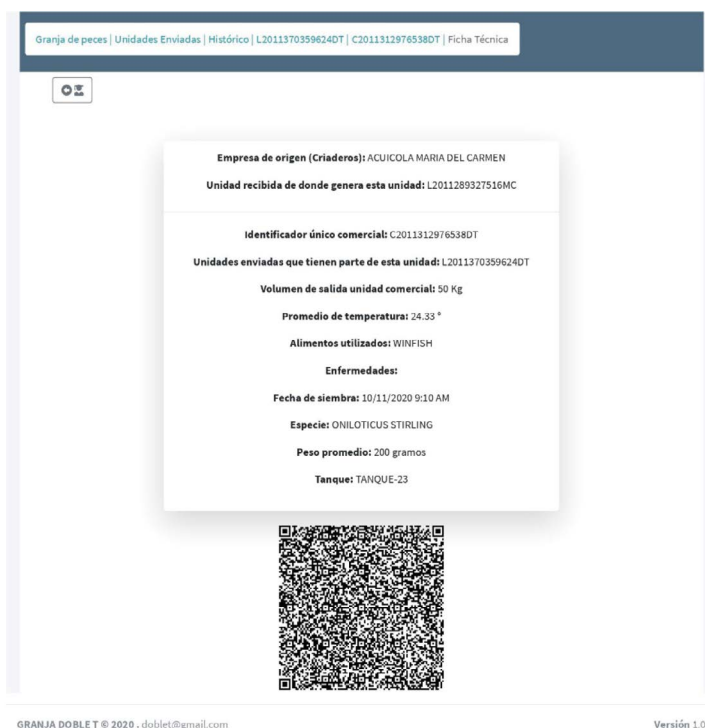 Granja de peces | Unidades Enviadas | Histórico | L2011370359624DT | C2011312976538DT | Ficha Técnica
Empresa de origen (Criaderos): ACUICOLA MARIA DEL CARMEN
Unidad recibida de donde genera esta unidad: L2011289327516MC
Identificador único comercial: C2011312976538DT
Unidades enviadas que tienen parte de esta unidad: L2011370359624DT
Volumen de salida unidad comercial: 50 Kg
Promedio de temperatura: 24.33 °
Alimentos utilizados: WINFISH
Enfermedades:
Fecha de siembra: 10/11/2020 9:10 AM
Especie: ONILOTICUS STIRLING
Peso promedio: 200 gramos
Tanque: TANQUE-23
GRANJA DOBLE T © 2020 . doblet@gmail.com
Versión 1.0